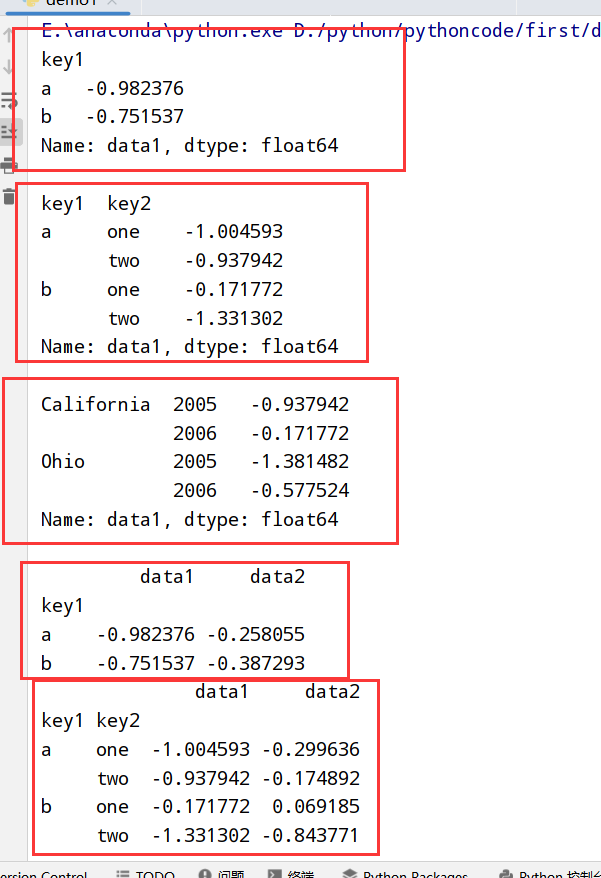 demo1
E:\anaconda\python.exe D:/python/pythoncode/first/d
key1
a   -0.982376
b   -0.751537
Name: data1, dtype: float64
key1  key2
a     one    -1.004593
      two    -0.937942
b     one    -0.171772
      two    -1.331302
Name: data1, dtype: float64
California  2005   -0.937942
            2006   -0.171772
Ohio        2005   -1.381482
            2006   -0.577524
Name: data1, dtype: float64
         data1     data2
key1
a    -0.982376 -0.258055
b    -0.751537 -0.387293
              data1     data2
key1 key2
a    one  -1.004593 -0.299636
     two  -0.937942 -0.174892
b    one  -0.171772  0.069185
     two  -1.331302 -0.843771
ersion Control TODO 问题 终端 Python Packages Python 控制台